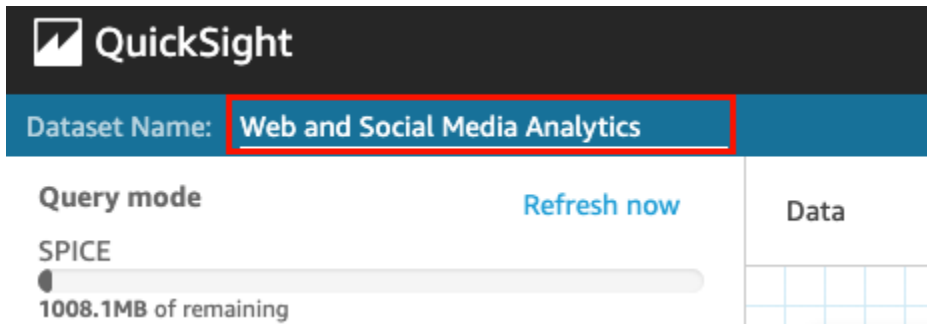 QuickSight
Dataset Name: Web and Social Media Analytics
Query mode
Refresh now
Data
SPICE
1008.1MB of remaining